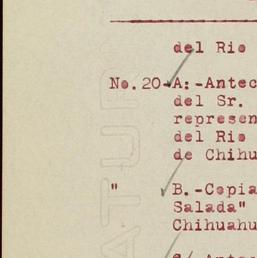 del Rio
No. 20-A:-Antec
del Sr.
represen
del Rio
de Chihu
" B.-Copia
Salada"
Chihuahu